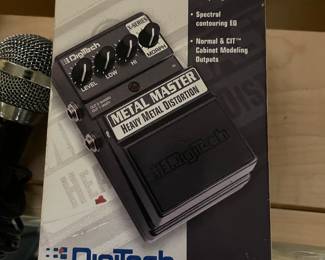 • Spectral
contouring EQ
• Normal & CIT™
Cabinet Modeling
Outputs
DigiTech
X-SERIES
LEVEL LOW HI MORPH
METAL MASTER
HEAVY METAL DISTORTION
DigiTech
DigiTech